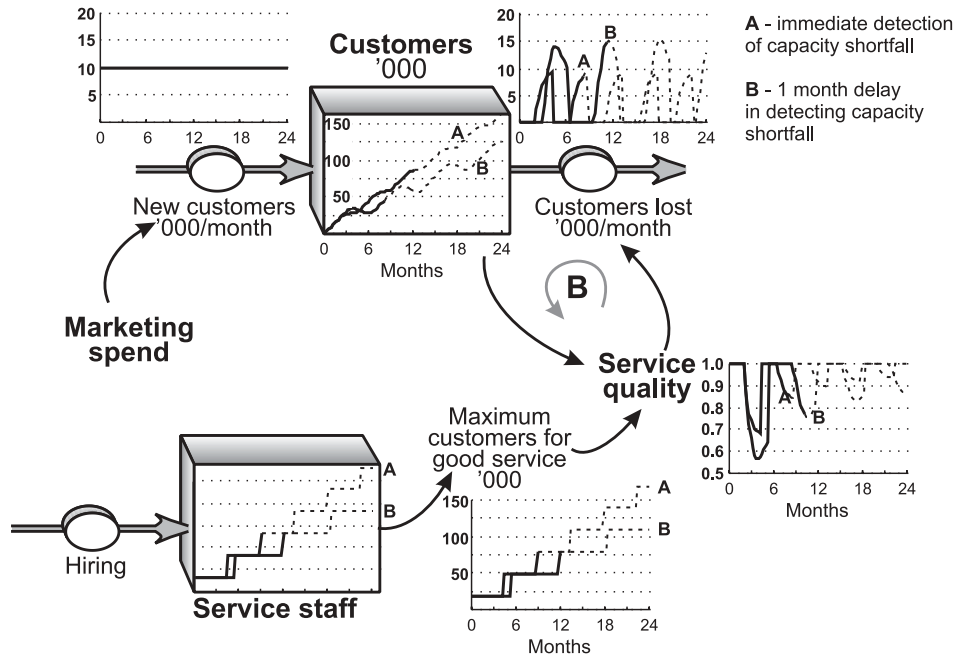 20
15
10
5
0
6
12
18
24
Customers
'000
150
100
50
A
B
0
6
12
18
24
Months
20
15
10
5
B
A
0
6
12
18
24
A - immediate detection
of capacity shortfall
B - 1 month delay
in detecting capacity
shortfall
New customers
'000/month
Customers lost
'000/month
B
Marketing
spend
Service
quality
1.0
0.9
0.8
0.7
0.6
0.5
A
B
0
6
12
18
24
Months
Maximum
customers for
good service
'000
150
100
50
A
B
0
6
12
18
24
Months
Hiring
A
B
Service staff